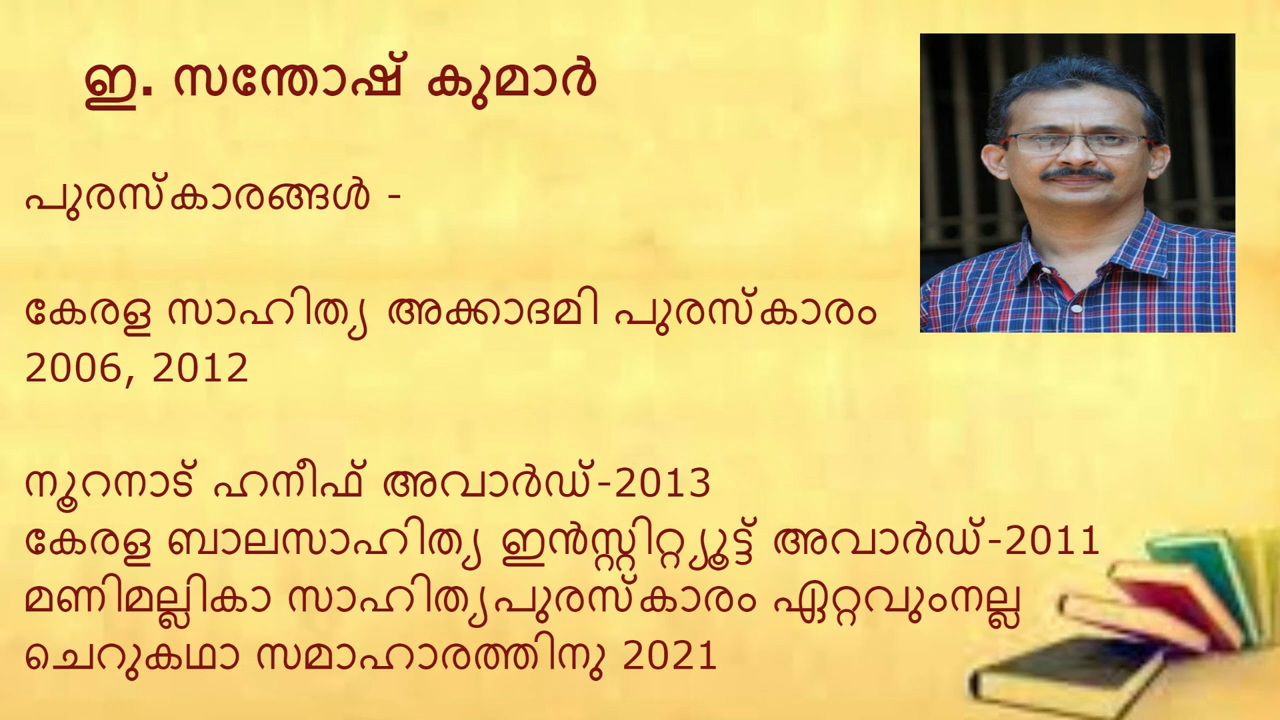 ഇ. സന്തോഷ് കുമാർ
പുരസ്കാരങ്ങൾ -
കേരള സാഹിത്യ അക്കാദമി പുരസ്കാരം
2006, 2012
നൂറനാട് ഹനീഫ് അവാർഡ്-2013
കേരള ബാലസാഹിത്യ ഇൻസ്റ്റിറ്റ്യൂട്ട് അവാർഡ്-2011
മണിമല്ലികാ സാഹിത്യപുരസ്കാരം ഏറ്റവുംനല്ല
ചെറുകഥാ സമാഹാരത്തിനു 2021